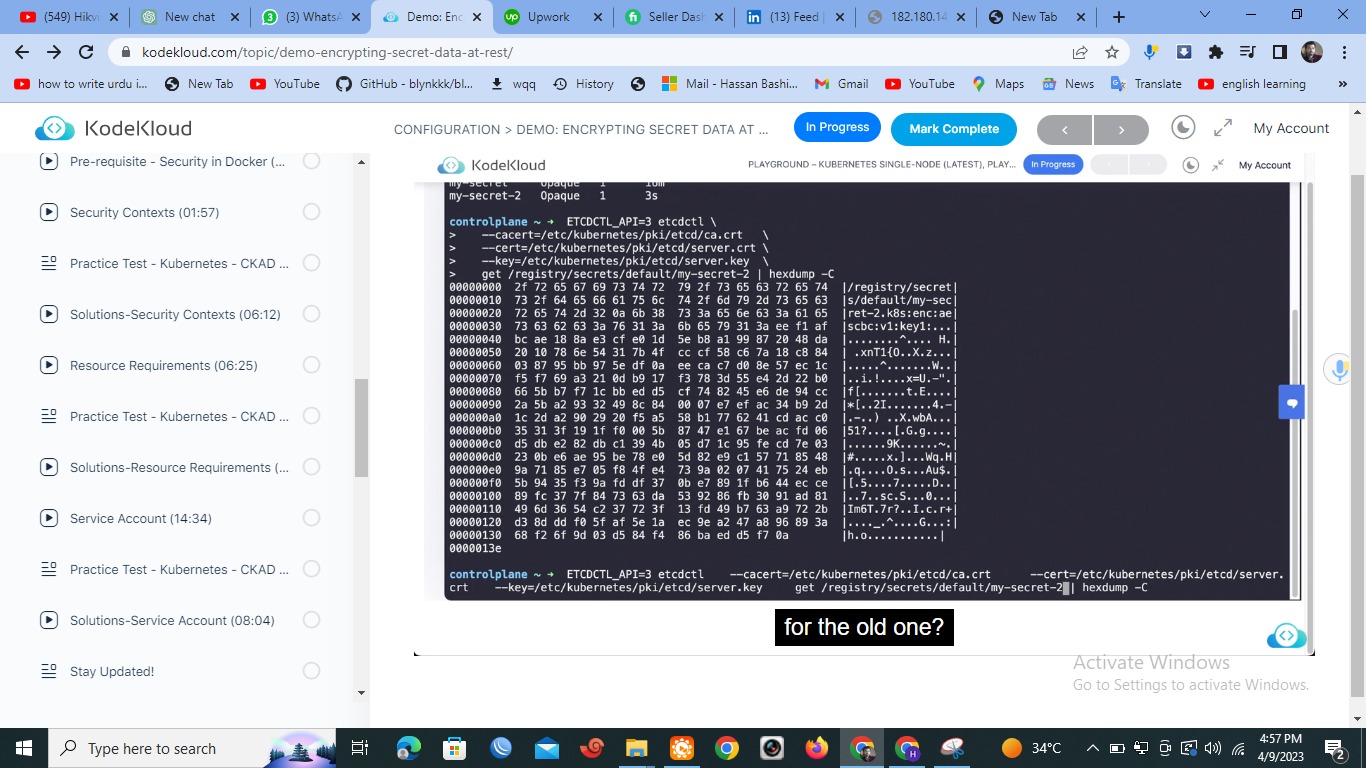 (549) Hikvi
New chat
(3) WhatsA
Demo: Enc
Upwork
Seller Dash
(13) Feed |
182.180.14
New Tab
kodekloud.com/topic/demo-encrypting-secret-data-at-rest/
how to write urdu i...
New Tab
YouTube
GitHub - blynkkk/bl...
wqq
History
Mail - Hassan Bashi...
Gmail
YouTube
Maps
News
Translate
english learning
KodeKloud
CONFIGURATION > DEMO: ENCRYPTING SECRET DATA AT ...
In Progress
Mark Complete
My Account
Pre-requisite - Security in Docker (...
Security Contexts (01:57)
Practice Test - Kubernetes - CKAD ...
Solutions-Security Contexts (06:12)
Resource Requirements (06:25)
Practice Test - Kubernetes - CKAD ...
Solutions-Resource Requirements (...
Service Account (14:34)
Practice Test - Kubernetes - CKAD ...
Solutions-Service Account (08:04)
Stay Updated!
KodeKloud
PLAYGROUND – KUBERNETES SINGLE-NODE (LATEST), PLAY...
In Progress
My Account
my-secret Opaque 1 18m
my-secret-2 Opaque 1 3s
controlplane ~ ➜ ETCDCTL_API=3 etcdctl \
> --cacert=/etc/kubernetes/pki/etcd/ca.crt \
> --cert=/etc/kubernetes/pki/etcd/server.crt \
> --key=/etc/kubernetes/pki/etcd/server.key \
> get /registry/secrets/default/my-secret-2 | hexdump -C
00000000 2f 72 65 67 69 73 74 72 79 2f 73 65 63 72 65 74 |/registry/secret|
00000010 73 2f 64 65 66 61 75 6c 74 2f 6d 79 2d 73 65 63 |s/default/my-sec|
00000020 72 65 74 2d 32 0a 6b 38 73 3a 65 6e 63 3a 61 65 |ret-2.k8s:enc:ae|
00000030 73 63 62 63 3a 76 31 3a 6b 65 79 31 3a ee f1 af |scbc:v1:key1:...|
00000040 bc ae 18 8a e3 cf e0 1d 5e b8 a1 99 87 20 48 da |........^.... H.|
00000050 20 10 78 6e 54 31 7b 4f cc cf 58 c6 7a 18 c8 84 | .xnT1{O..X.z...|
00000060 03 87 95 bb 97 5e df 0a ee ca c7 d0 8e 57 ec 1c |.....^.......W..|
00000070 f5 f7 69 a3 21 0d b9 17 f3 78 3d 55 e4 2d 22 b0 |..i.!....x=U.-".|
00000080 66 5b b7 f7 1c bb ed d5 cf 74 82 45 e6 de 94 cc |f[.......t.E....|
00000090 2a 5b a2 93 32 49 8c 84 00 07 e7 ef ac 34 b9 2d |*[..2I.......4.-|
000000a0 1c 2d a2 90 29 20 f5 a5 58 b1 77 62 41 cd ac c0 |.-..) ..X.wbA...|
000000b0 35 31 3f 19 1f f0 00 5b 87 47 e1 67 be ac fd 06 |51?....[.G.g....|
000000c0 d5 db e2 82 db c1 39 4b 05 d7 1c 95 fe cd 7e 03 |......9K......~.|
000000d0 23 0b e6 ae 95 be 78 e0 5d 82 e9 c1 57 71 85 48 |#.....x.]...Wq.H|
000000e0 9a 71 85 e7 05 f8 4f e4 73 9a 02 07 41 75 24 eb |.q....O.s...Au$.|
000000f0 5b 94 35 f3 9a fd df 37 0b e7 89 1f b6 44 ec ce |[.5....7.....D..|
00000100 89 fc 37 7f 84 73 63 da 53 92 86 fb 30 91 ad 81 |..7..sc.S...0...|
00000110 49 6d 36 54 c2 37 72 3f 13 fd 49 b7 63 a9 72 2b |Im6T.7r?..I.c.r+|
00000120 d3 8d dd f0 5f af 5e 1a ec 9e a2 47 a8 96 89 3a |...._.^....G...:|
00000130 68 f2 6f 9d 03 d5 84 f4 86 ba ed d5 f7 0a |h.o...........|
0000013e
controlplane ~ ➜ ETCDCTL_API=3 etcdctl --cacert=/etc/kubernetes/pki/etcd/ca.crt --cert=/etc/kubernetes/pki/etcd/server.
crt --key=/etc/kubernetes/pki/etcd/server.key get /registry/secrets/default/my-secret-2 | hexdump -C
for the old one?
Activate Windows
Go to Settings to activate Windows.
Type here to search
34°C
4:57 PM
4/9/2023
2